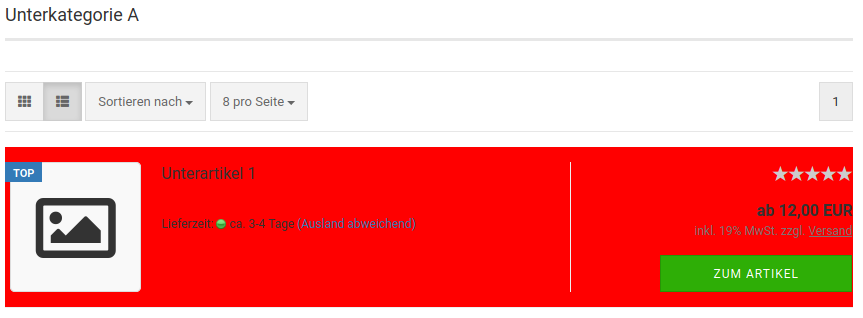 Unterkategorie A
Sortieren nach
8 pro Seite
1
TOP
Unterartikel 1
Lieferzeit: ca. 3-4 Tage (Ausland abweichend)
ab 12,00 EUR
inkl. 19% MwSt. zzgl. Versand
ZUM ARTIKEL